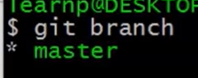 learnp@DESKTOP
$ git branch
* master